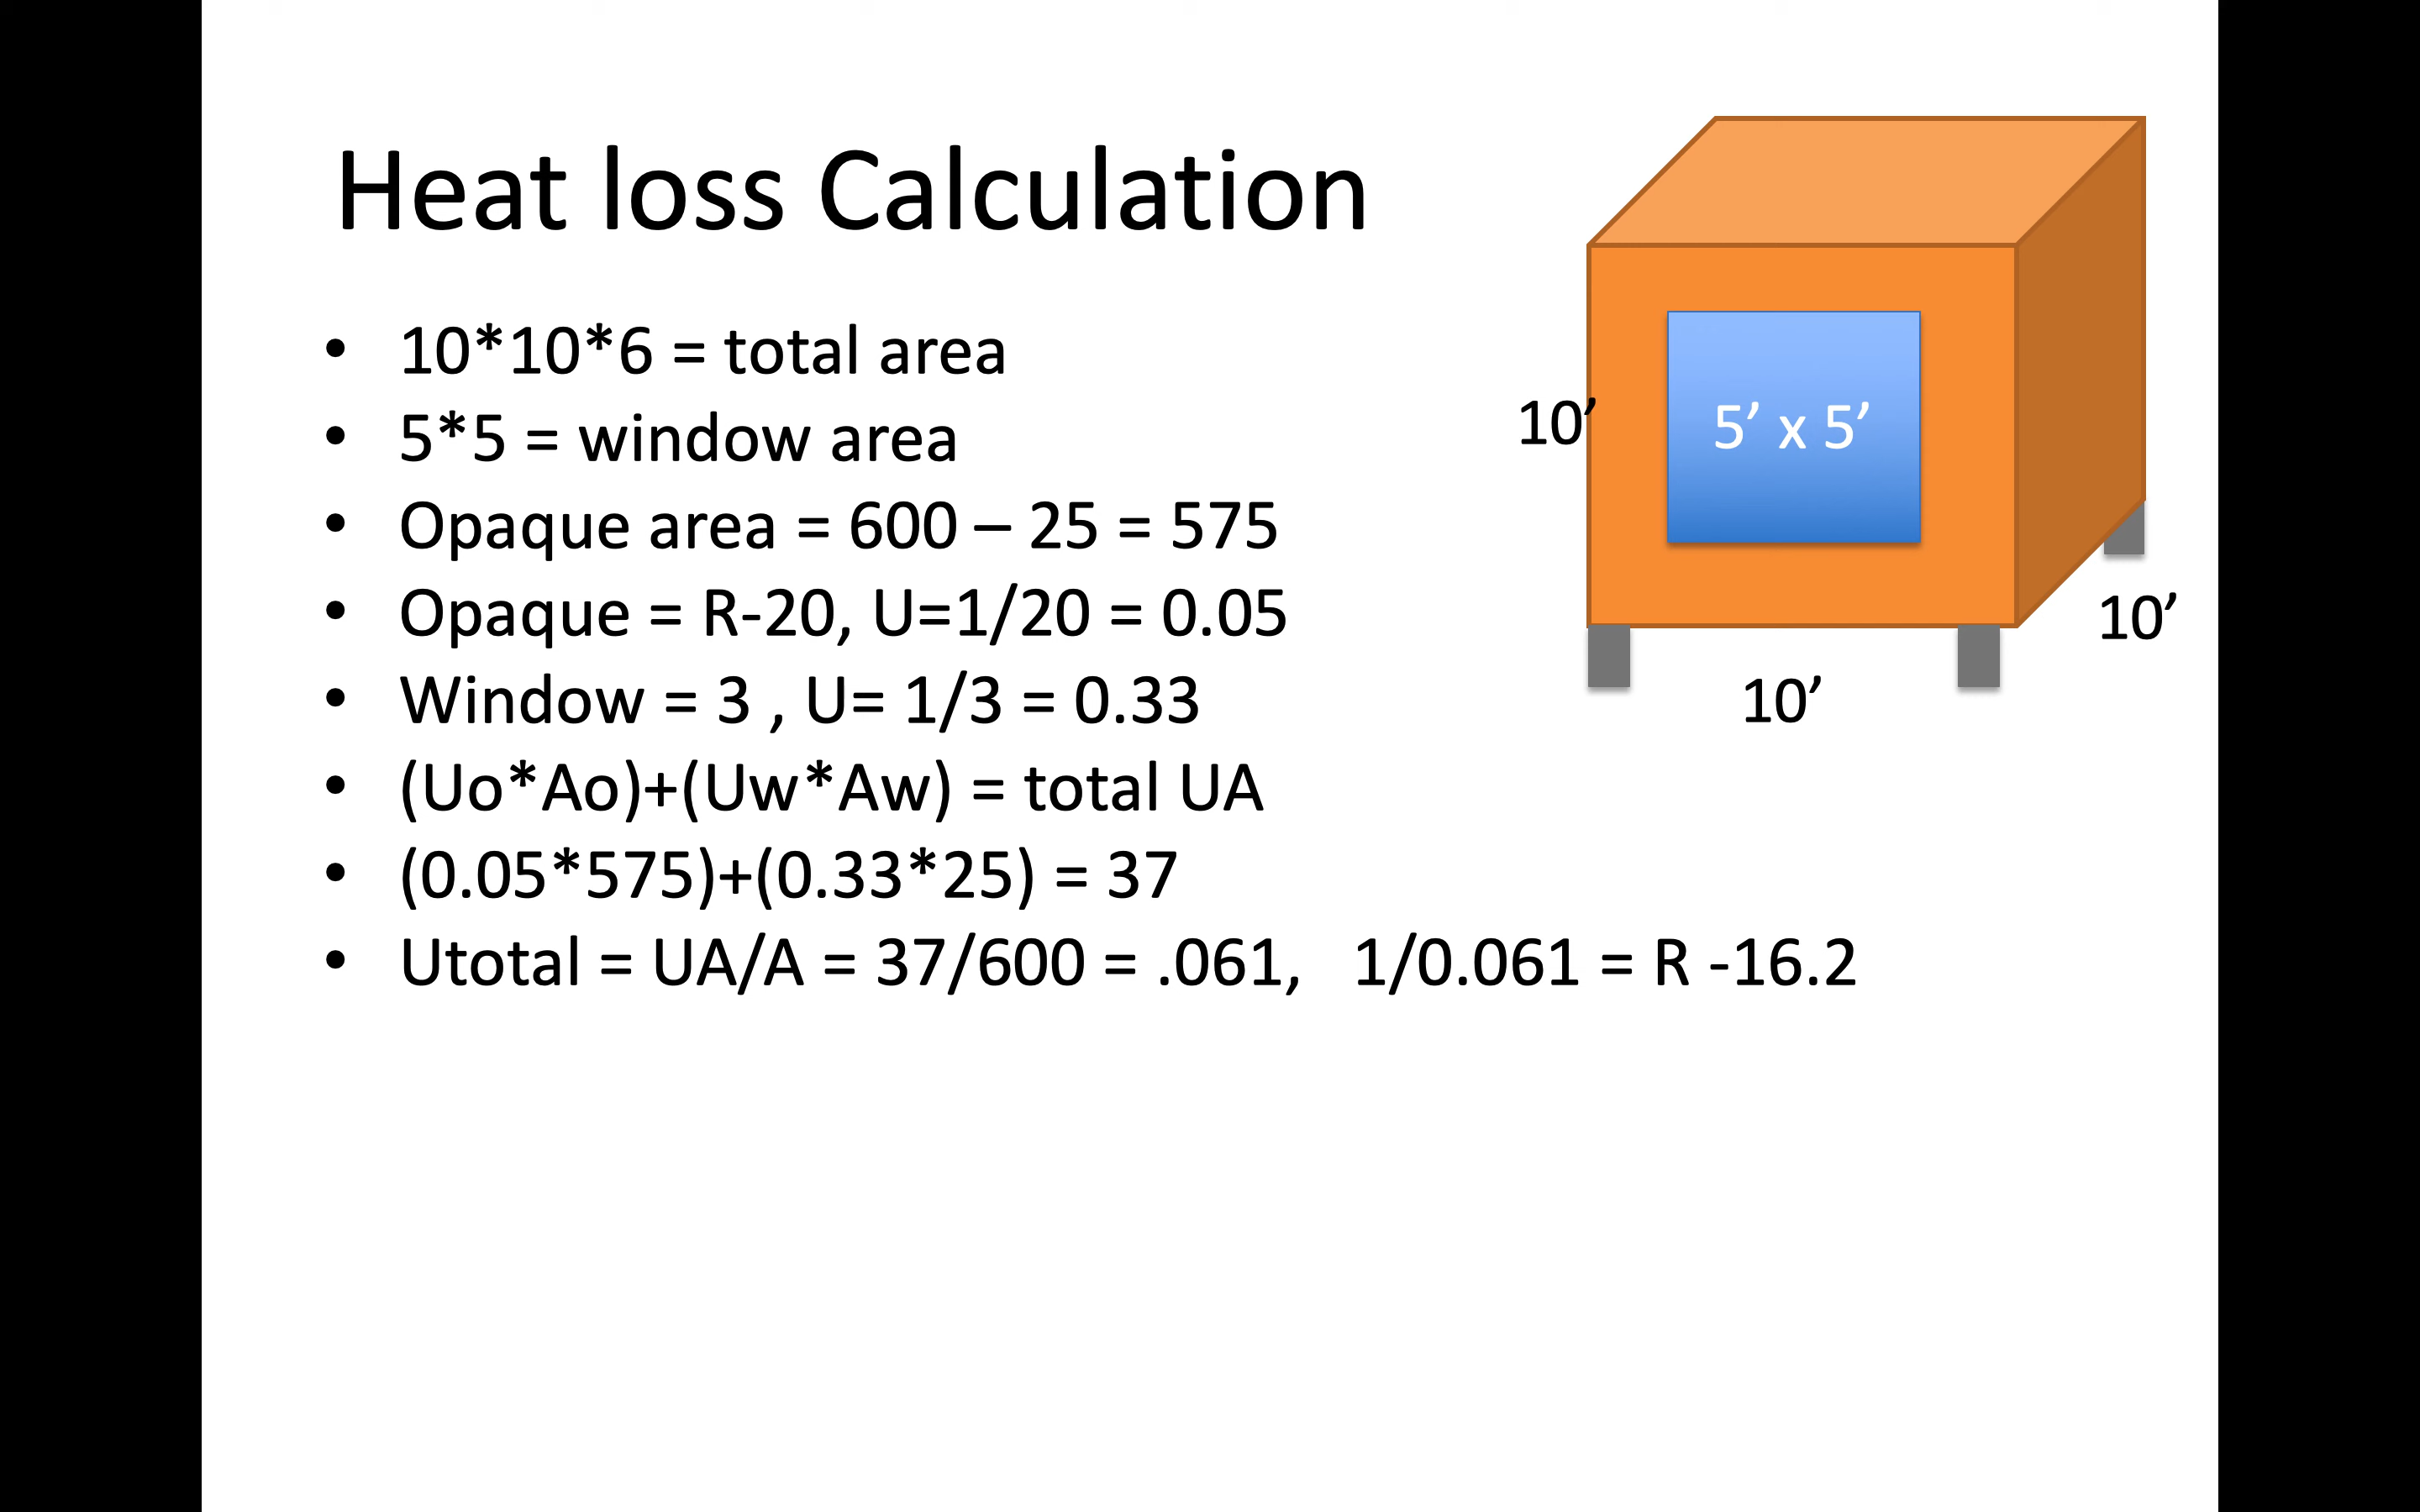 Heat loss Calculation
• 10*10*6 = total area
• 5*5 = window area
• Opaque area = 600 – 25 = 575
• Opaque = R-20, U=1/20 = 0.05
• Window = 3 , U= 1/3 = 0.33
• (Uo*Ao)+(Uw*Aw) = total UA
• (0.05*575)+(0.33*25) = 37
• Utotal = UA/A = 37/600 = .061, 1/0.061 = R -16.2
10’
5’ x 5’
10’
10’